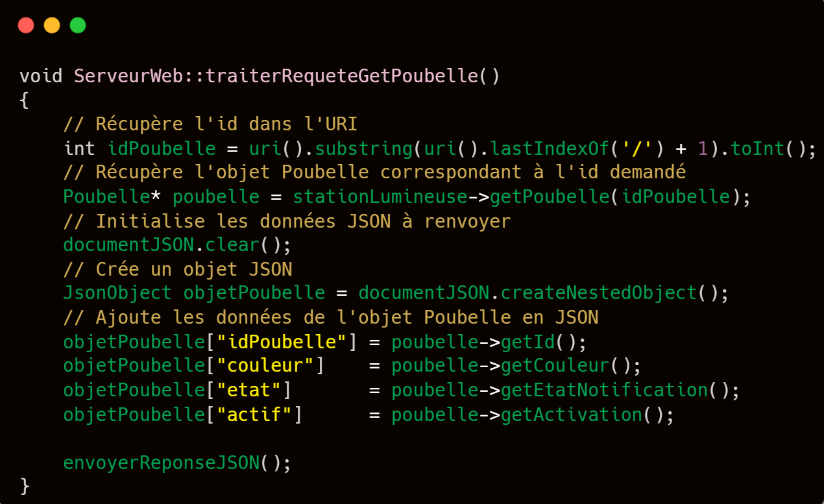 void ServeurWeb::traiterRequeteGetPoubelle()
{
    // Récupère l'id dans l'URI
    int idPoubelle = uri().substring(uri().lastIndexOf('/') + 1).toInt();
    // Récupère l'objet Poubelle correspondant à l'id demandé
    Poubelle* poubelle = stationLumineuse->getPoubelle(idPoubelle);
    // Initialise les données JSON à renvoyer
    documentJSON.clear();
    // Crée un objet JSON
    JsonObject objetPoubelle = documentJSON.createNestedObject();
    // Ajoute les données de l'objet Poubelle en JSON
    objetPoubelle["idPoubelle"] = poubelle->getId();
    objetPoubelle["couleur"]    = poubelle->getCouleur();
    objetPoubelle["etat"]       = poubelle->getEtatNotification();
    objetPoubelle["actif"]      = poubelle->getActivation();

    envoyerReponseJSON();
}